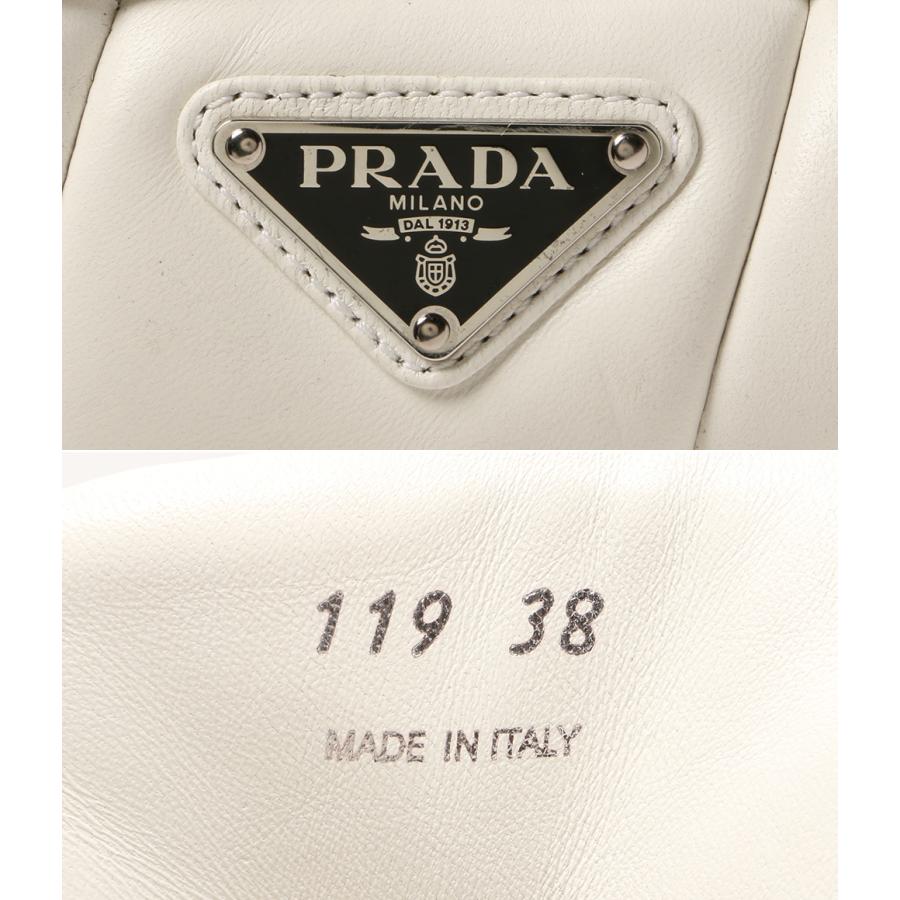 PRADA
MILANO
DAL 1913
119 38
MADE IN ITALY